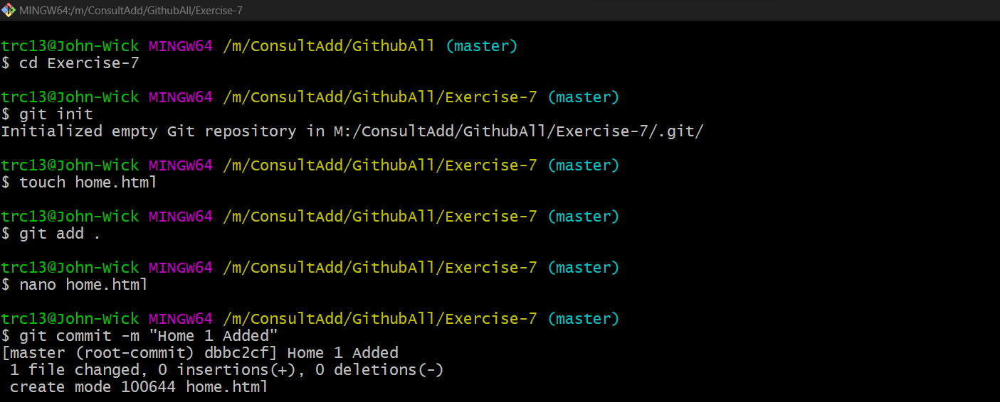 MINGW64:/m/ConsultAdd/GithubAll/Exercise-7
trc13@John-Wick MINGW64 /m/ConsultAdd/GithubAll (master)
$ cd Exercise-7
trc13@John-Wick MINGW64 /m/ConsultAdd/GithubAll/Exercise-7 (master)
$ git init
Initialized empty Git repository in M:/ConsultAdd/GithubAll/Exercise-7/.git/
trc13@John-Wick MINGW64 /m/ConsultAdd/GithubAll/Exercise-7 (master)
$ touch home.html
trc13@John-Wick MINGW64 /m/ConsultAdd/GithubAll/Exercise-7 (master)
$ git add .
trc13@John-Wick MINGW64 /m/ConsultAdd/GithubAll/Exercise-7 (master)
$ nano home.html
trc13@John-Wick MINGW64 /m/ConsultAdd/GithubAll/Exercise-7 (master)
$ git commit -m "Home 1 Added"
[master (root-commit) dbbc2cf] Home 1 Added
 1 file changed, 0 insertions(+), 0 deletions(-)
 create mode 100644 home.html